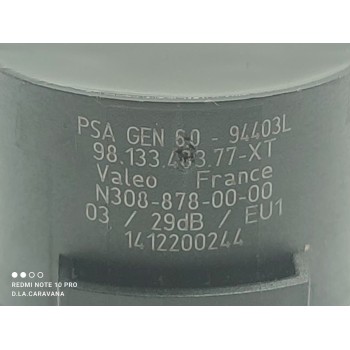 PSA GEN 6.0 - 94403L
98.133.483.77-XT
Valeo France
N308-878-00-00
03 / 29dB / EU1
1412200244
REDMI NOTE 10 PRO
D.LA.CARAVANA